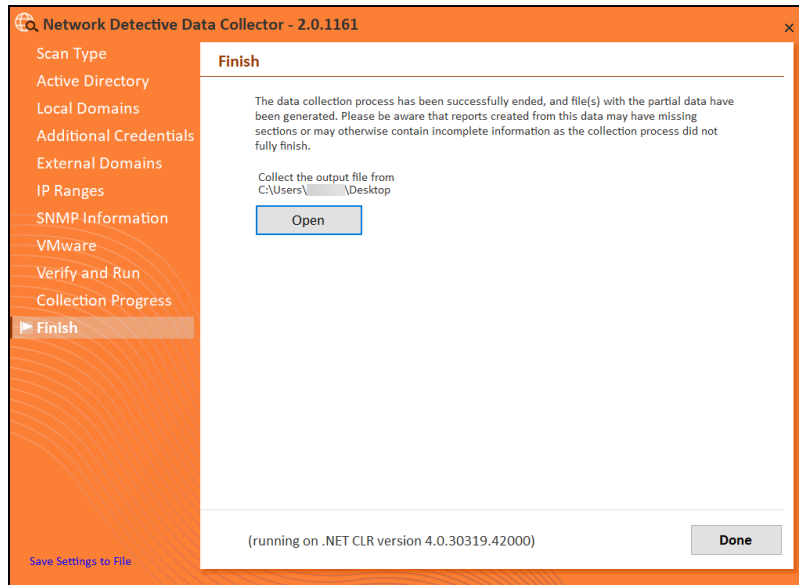 Network Detective Data Collector - 2.0.1161
×
Scan Type
Active Directory
Local Domains
Additional Credentials
External Domains
IP Ranges
SNMP Information
VMware
Verify and Run
Collection Progress
Finish
Save Settings to File
Finish
The data collection process has been successfully ended, and file(s) with the partial data have
been generated. Please be aware that reports created from this data may have missing
sections or may otherwise contain incomplete information as the collection process did not
fully finish.
Collect the output file from
C:\Users\ \Desktop
Open
(running on .NET CLR version 4.0.30319.42000)
Done